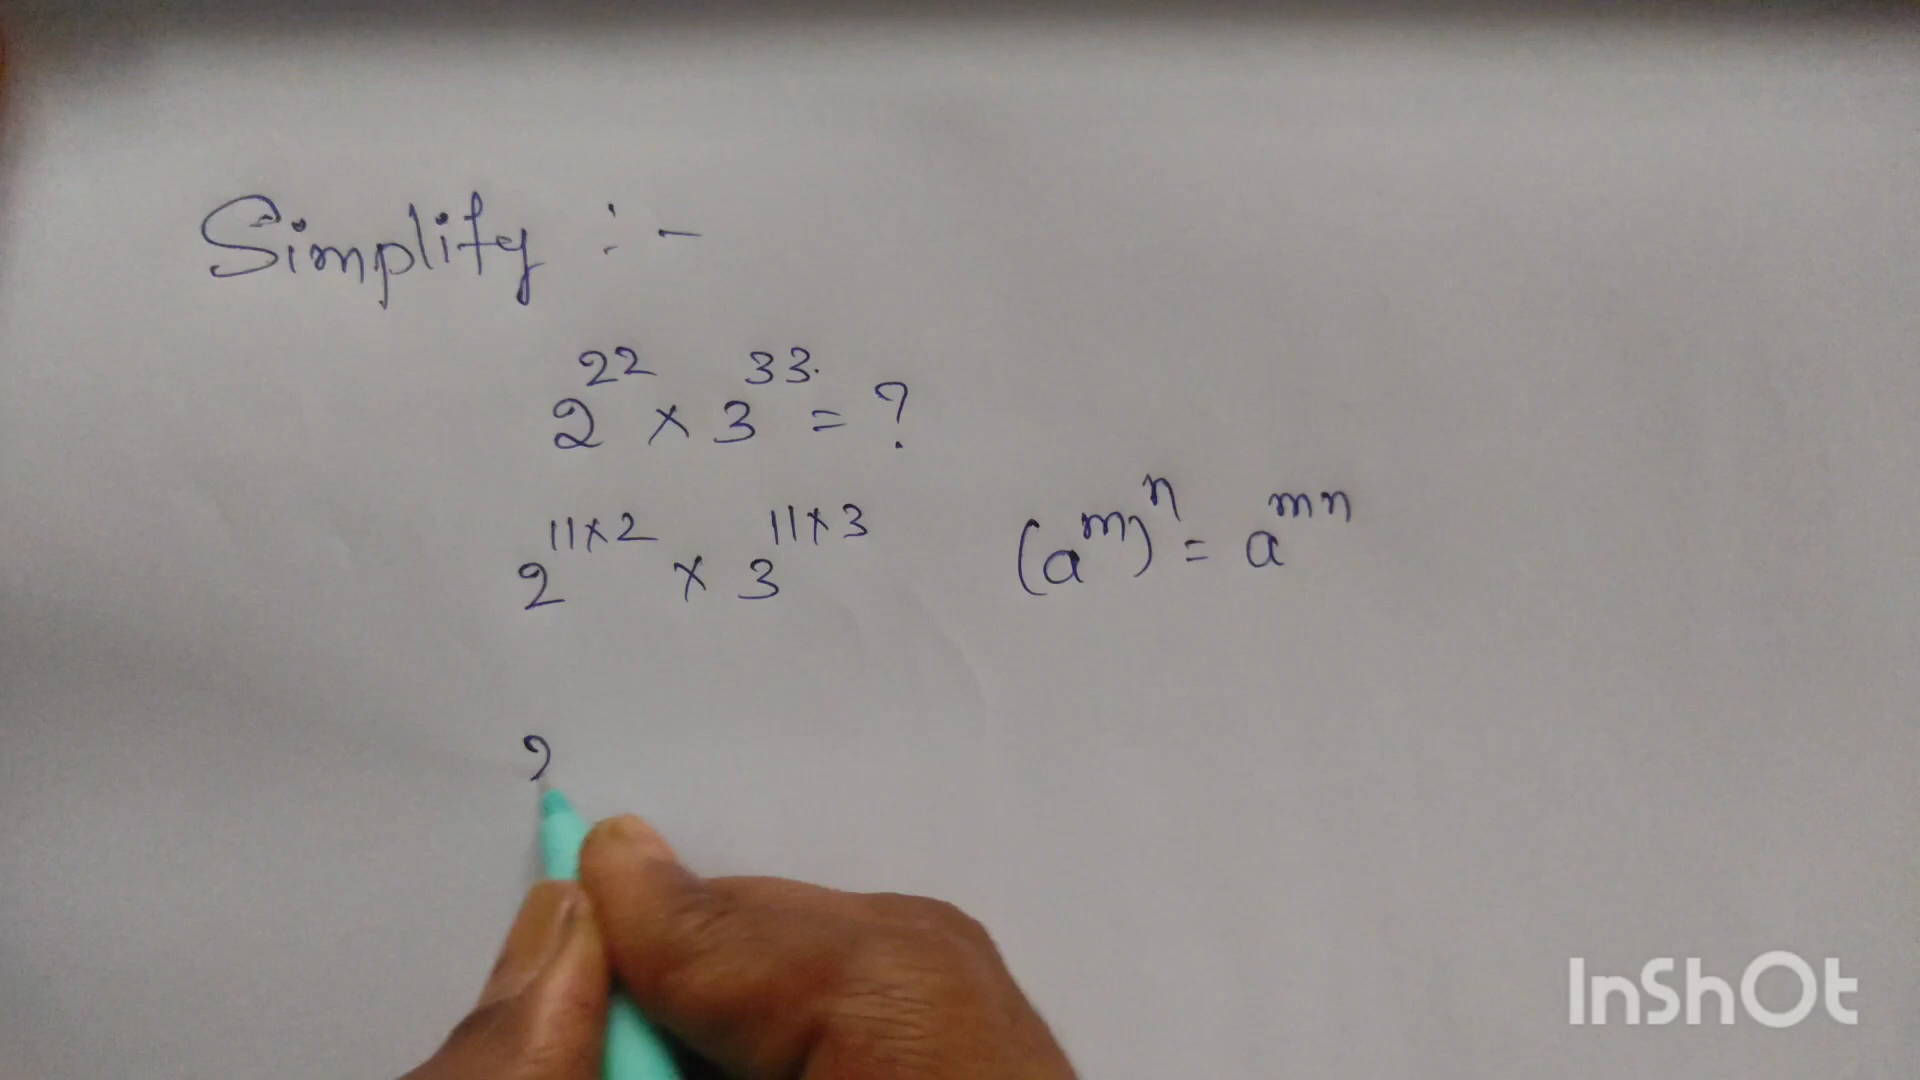 Simplify :-
2^22 × 3^33. = ?
2^11×2 × 3^11×3 (a^m)^n = a^mn
2
InShOt